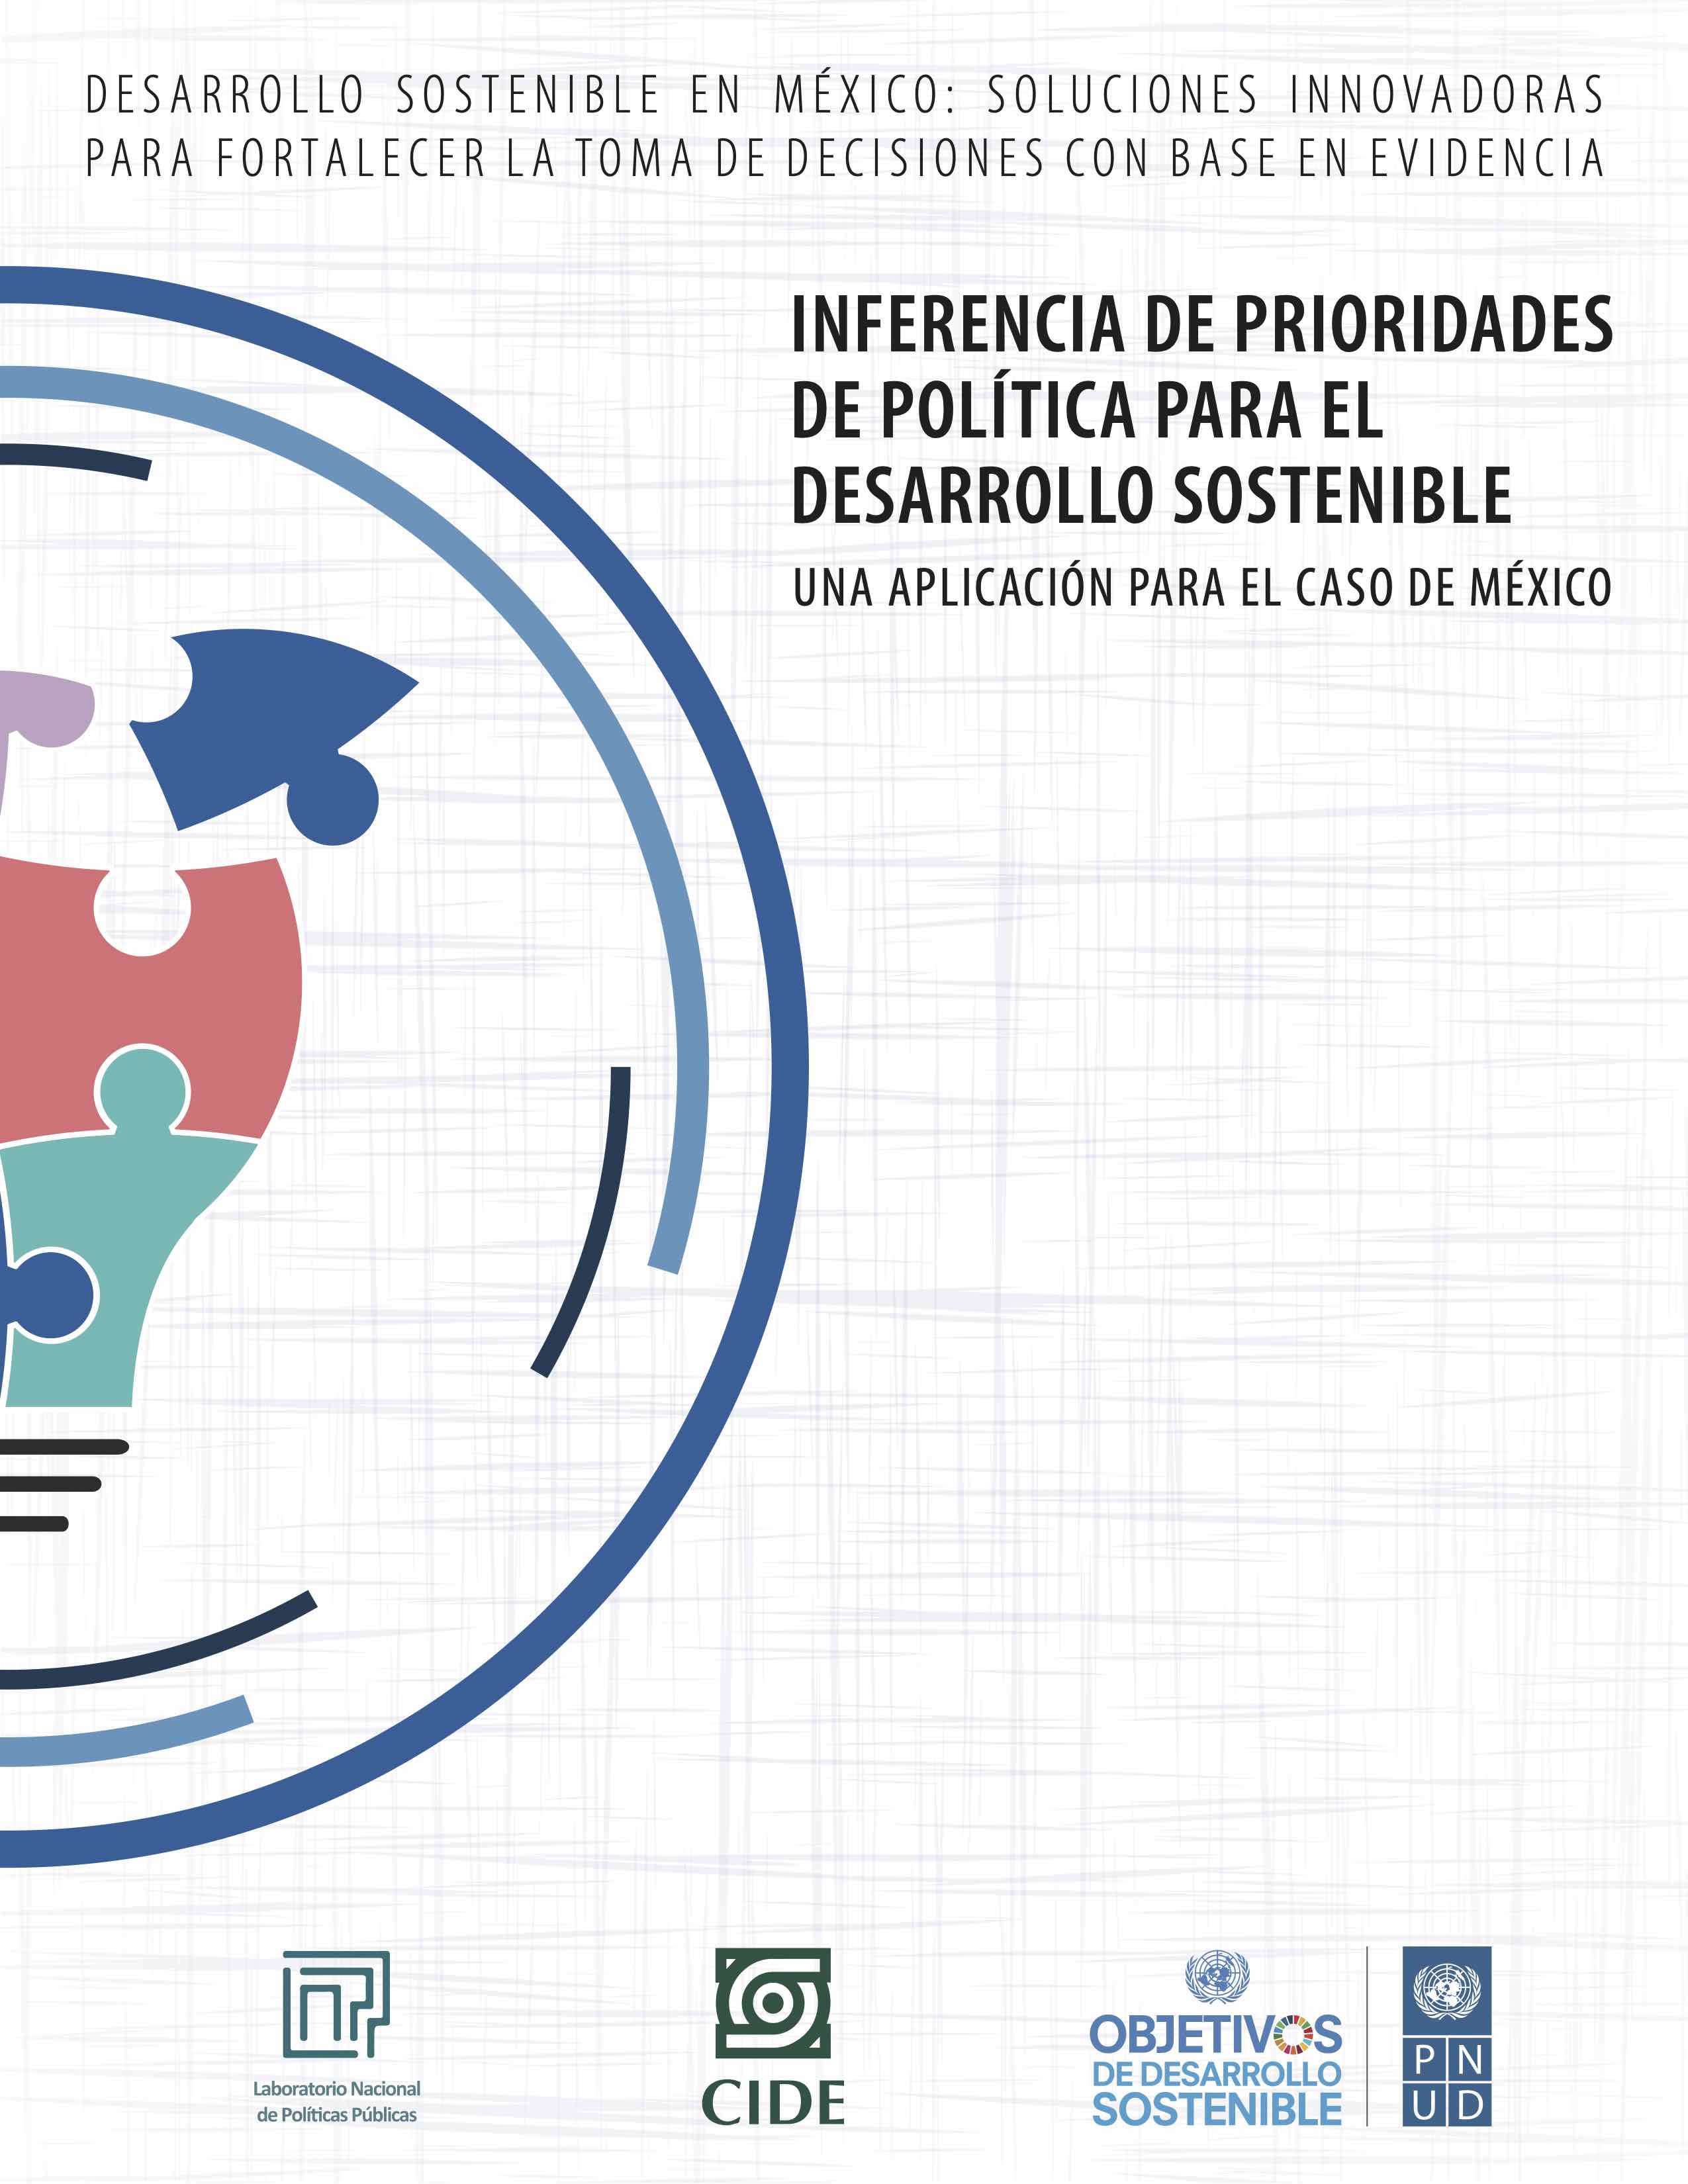 DESARROLLO SOSTENIBLE EN MÉXICO: SOLUCIONES INNOVADORAS
PARA FORTALECER LA TOMA DE DECISIONES CON BASE EN EVIDENCIA
INFERENCIA DE PRIORIDADES
DE POLÍTICA PARA EL
DESARROLLO SOSTENIBLE
UNA APLICACIÓN PARA EL CASO DE MÉXICO
Laboratorio Nacional
de Políticas Públicas
CIDE
OBJETIVOS
DE DESARROLLO
SOSTENIBLE
PN
UD